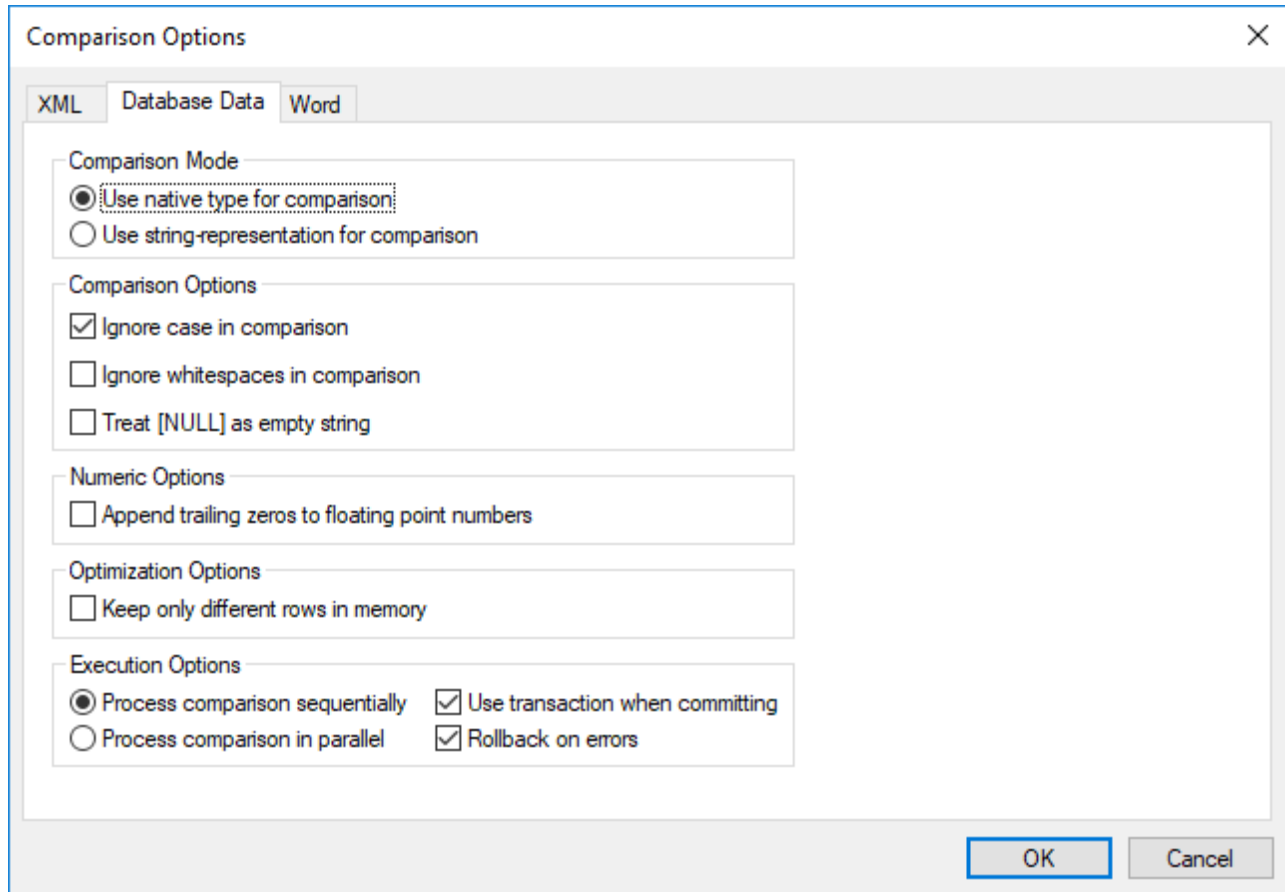 Comparison Options
XML Database Data Word
Comparison Mode
Use native type for comparison
Use string-representation for comparison
Comparison Options
Ignore case in comparison
Ignore whitespaces in comparison
Treat [NULL] as empty string
Numeric Options
Append trailing zeros to floating point numbers
Optimization Options
Keep only different rows in memory
Execution Options
Process comparison sequentially Use transaction when committing
Process comparison in parallel Rollback on errors
OK Cancel